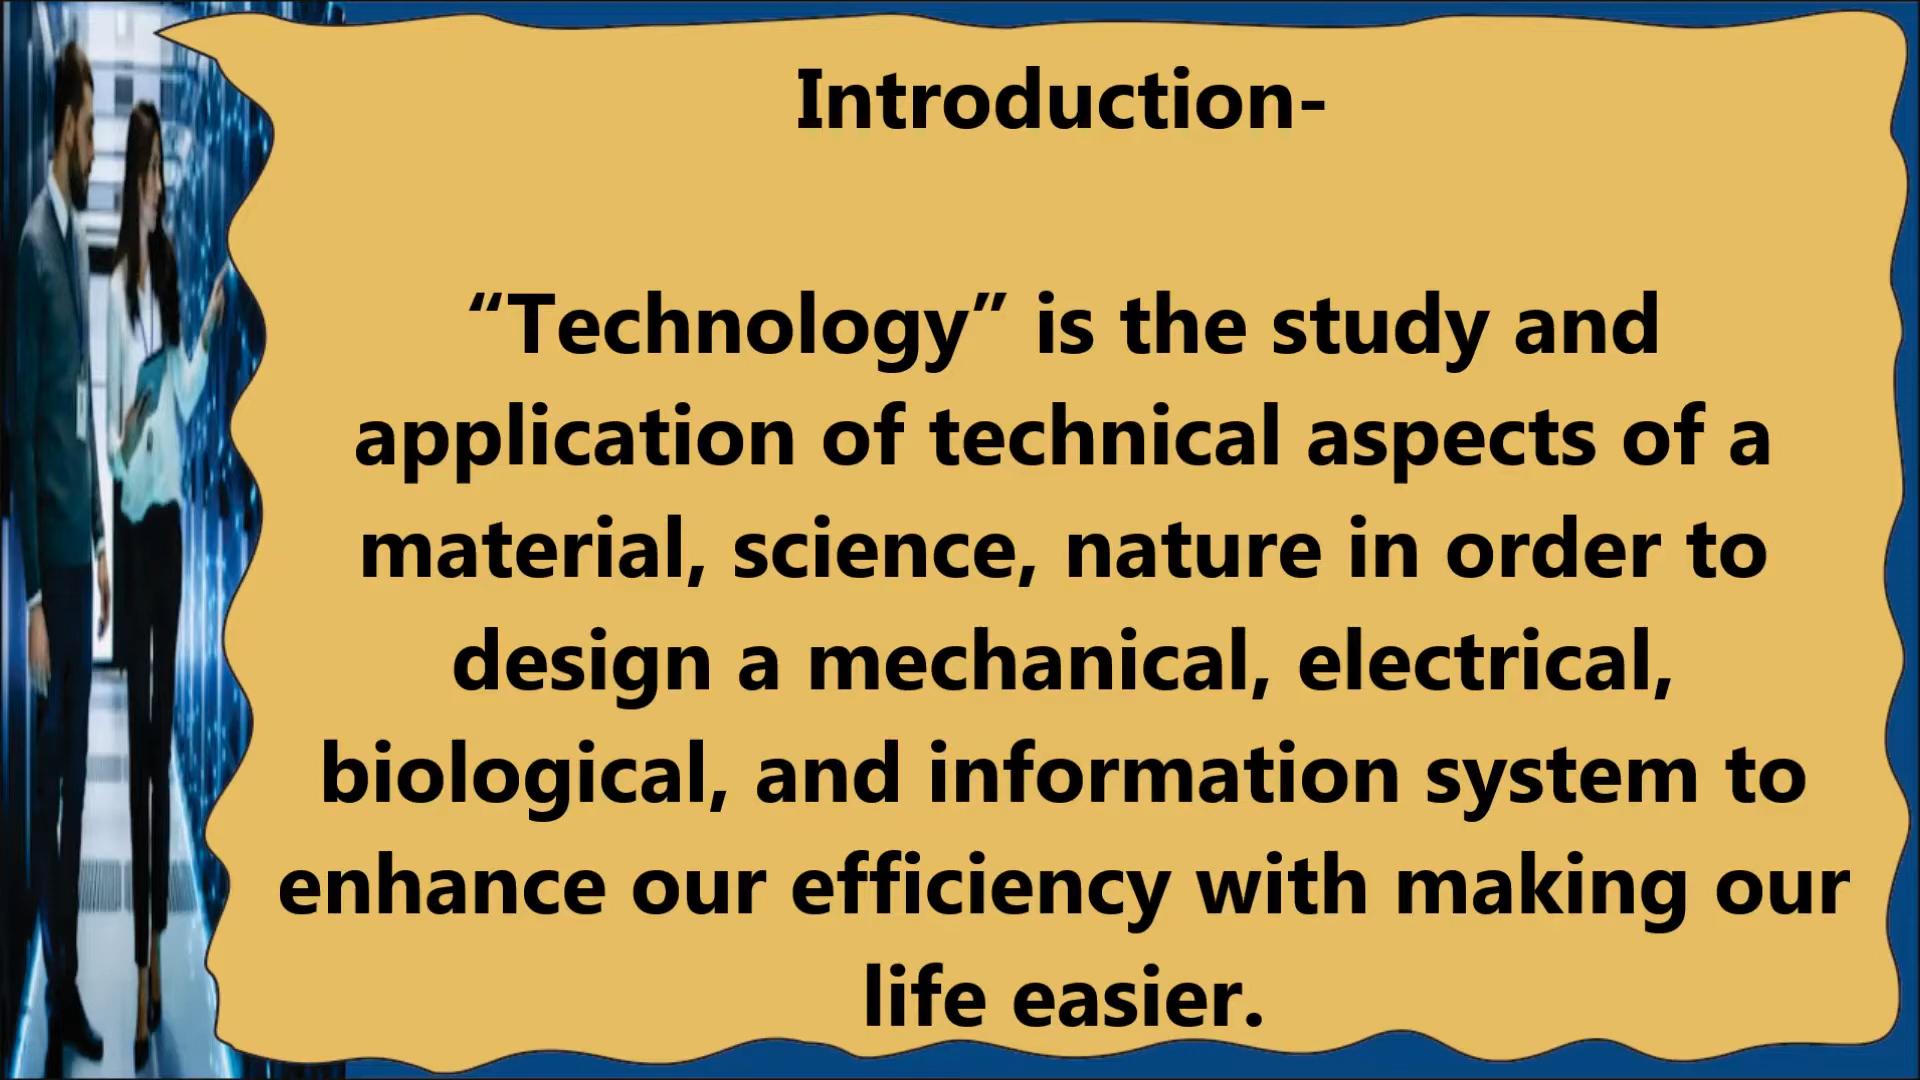 Introduction-
“Technology” is the study and
application of technical aspects of a
material, science, nature in order to
design a mechanical, electrical,
biological, and information system to
enhance our efficiency with making our
life easier.